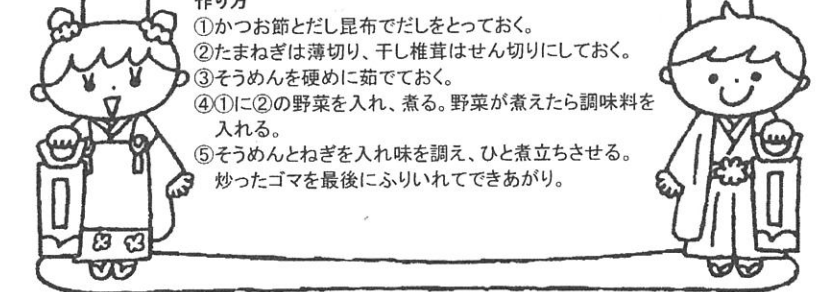 作り方
①かつお節とだし昆布でだしをとっておく。
②たまねぎは薄切り、干し椎茸はせん切りにしておく。
③そうめんを硬めに茹でておく。
④①に②の野菜を入れ、煮る。野菜が煮えたら調味料を
入れる。
⑤そうめんとねぎを入れ味を調え、ひと煮立ちさせる。
炒ったゴマを最後にふりいれてできあがり。